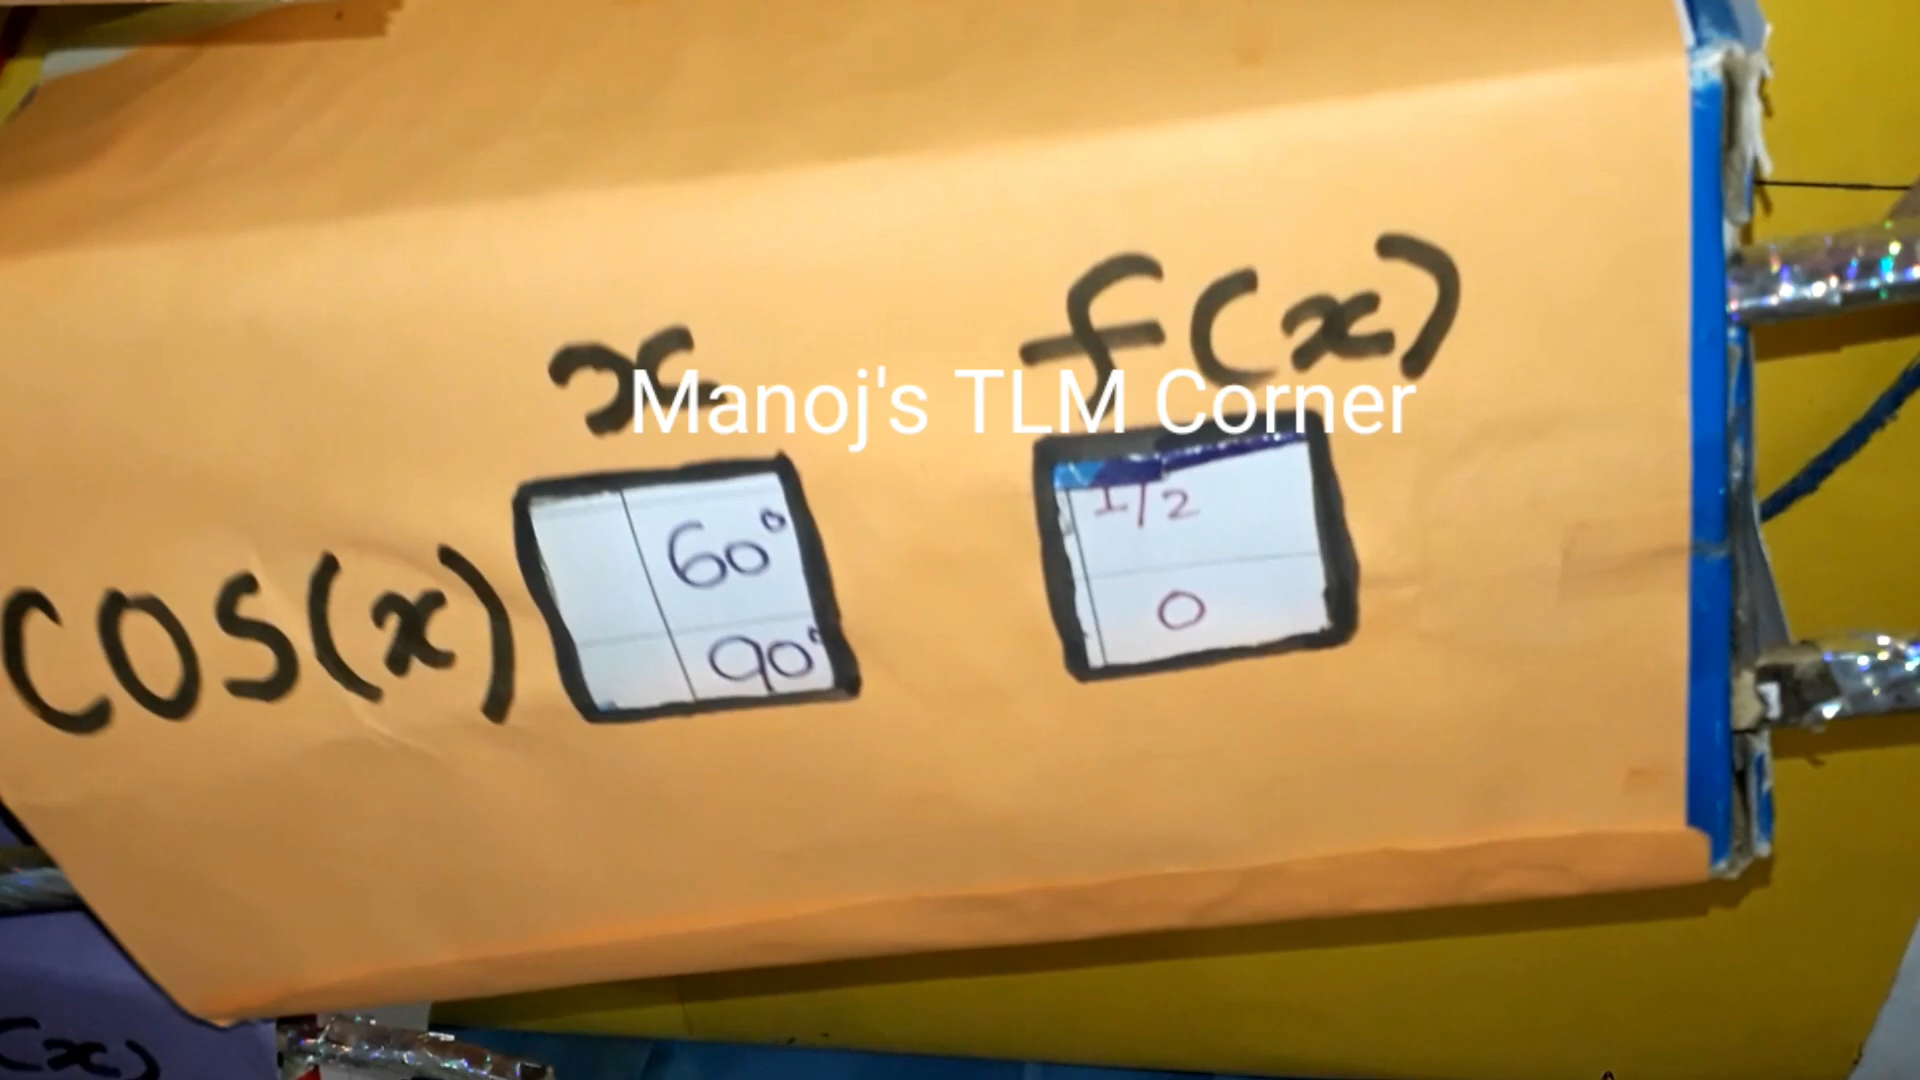 x f(x)
Manoj's TLM Corner
cos(x) 60° 1/2
90° 0
(x)